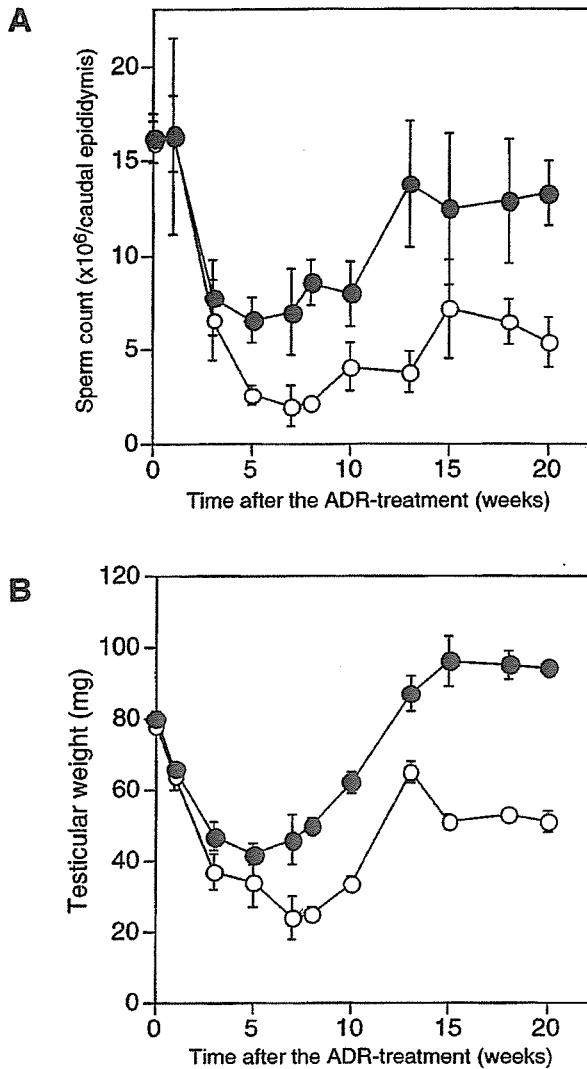 A
Sperm count (x10⁶/caudal epididymis)
20
15
10
5
0
0 5 10 15 20
Time after the ADR-treatment (weeks)
B
Testicular weight (mg)
120
100
80
60
40
20
0
0 5 10 15 20
Time after the ADR-treatment (weeks)